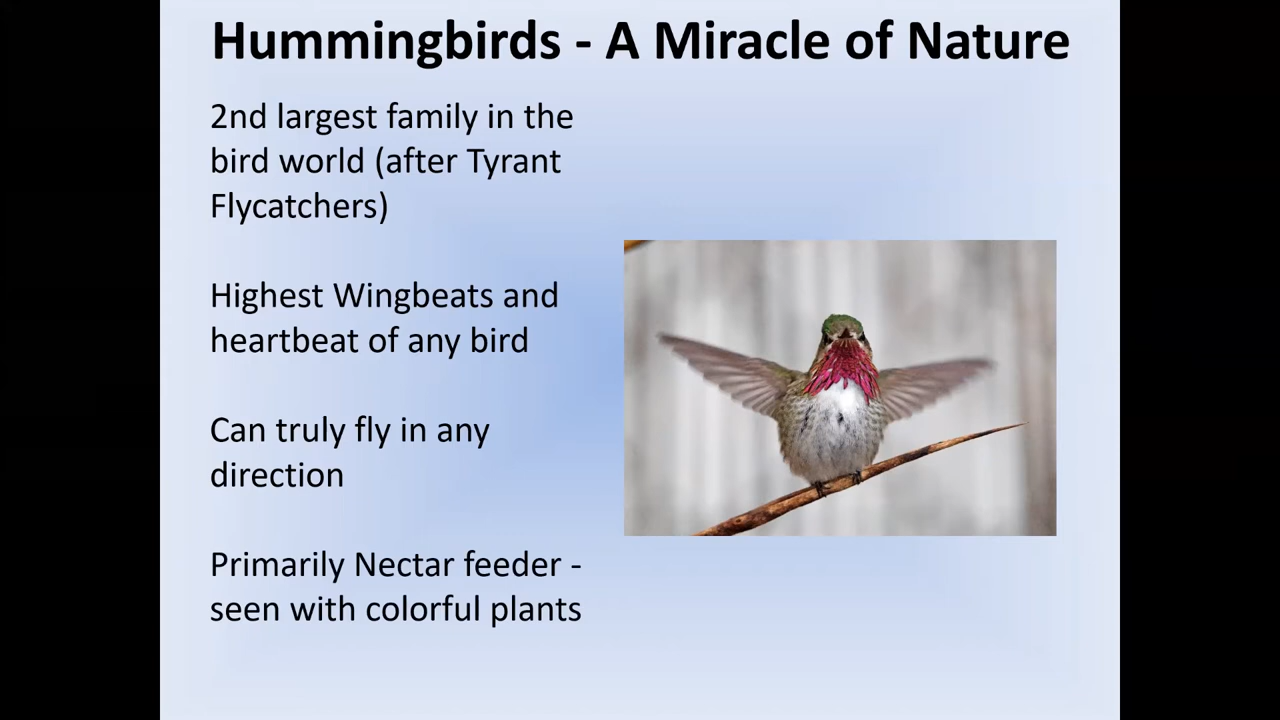 Hummingbirds - A Miracle of Nature
2nd largest family in the
bird world (after Tyrant
Flycatchers)
Highest Wingbeats and
heartbeat of any bird
Can truly fly in any
direction
Primarily Nectar feeder -
seen with colorful plants